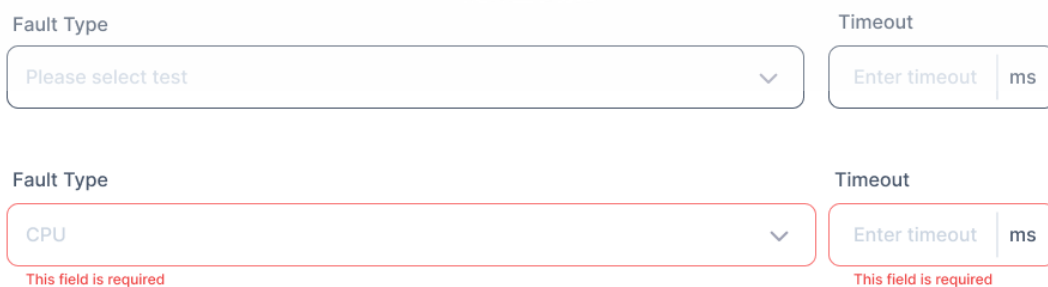 Fault Type
Timeout
Please select test
Enter timeout ms
Fault Type
Timeout
CPU
Enter timeout ms
This field is required
This field is required